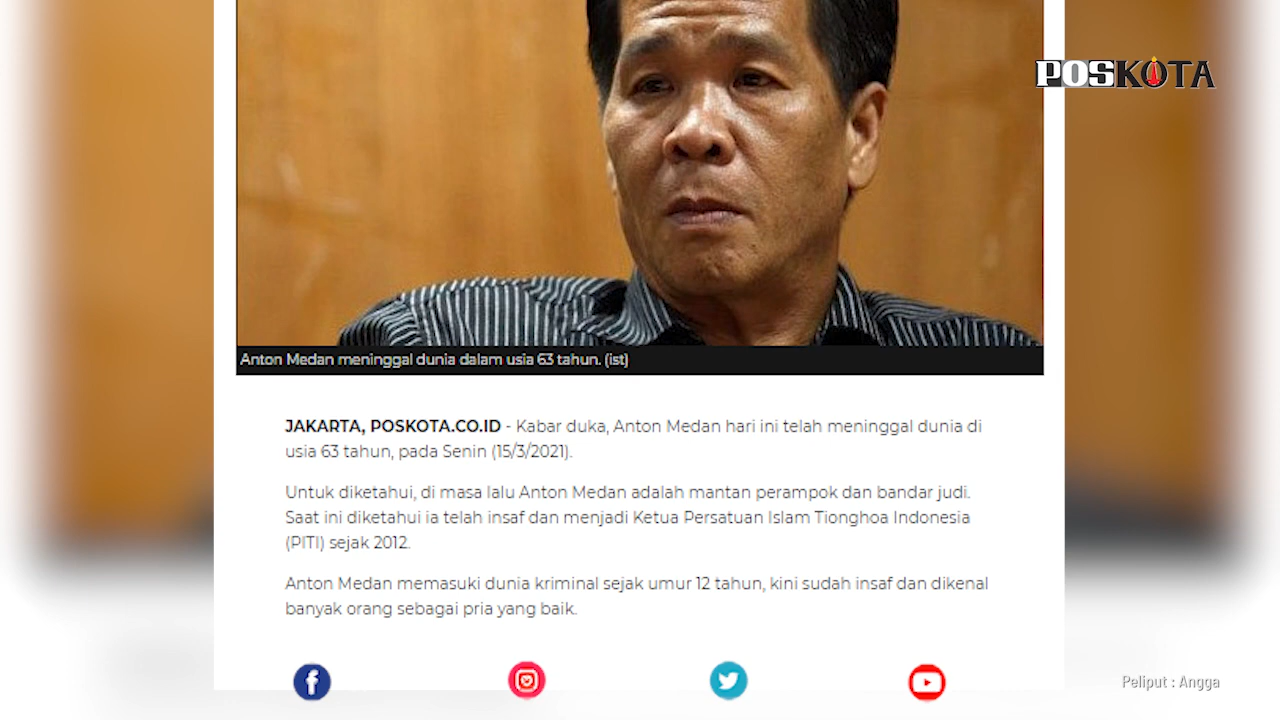 POSKOTA
Anton Medan meninggal dunia dalam usia 63 tahun. (ist)
JAKARTA, POSKOTA.CO.ID - Kabar duka, Anton Medan hari ini telah meninggal dunia di
usia 63 tahun, pada Senin (15/3/2021).
Untuk diketahui, di masa lalu Anton Medan adalah mantan perampok dan bandar judi.
Saat ini diketahui ia telah insaf dan menjadi Ketua Persatuan Islam Tionghoa Indonesia
(PITI) sejak 2012.
Anton Medan memasuki dunia kriminal sejak umur 12 tahun, kini sudah insaf dan dikenal
banyak orang sebagai pria yang baik.
Peliput : Angga